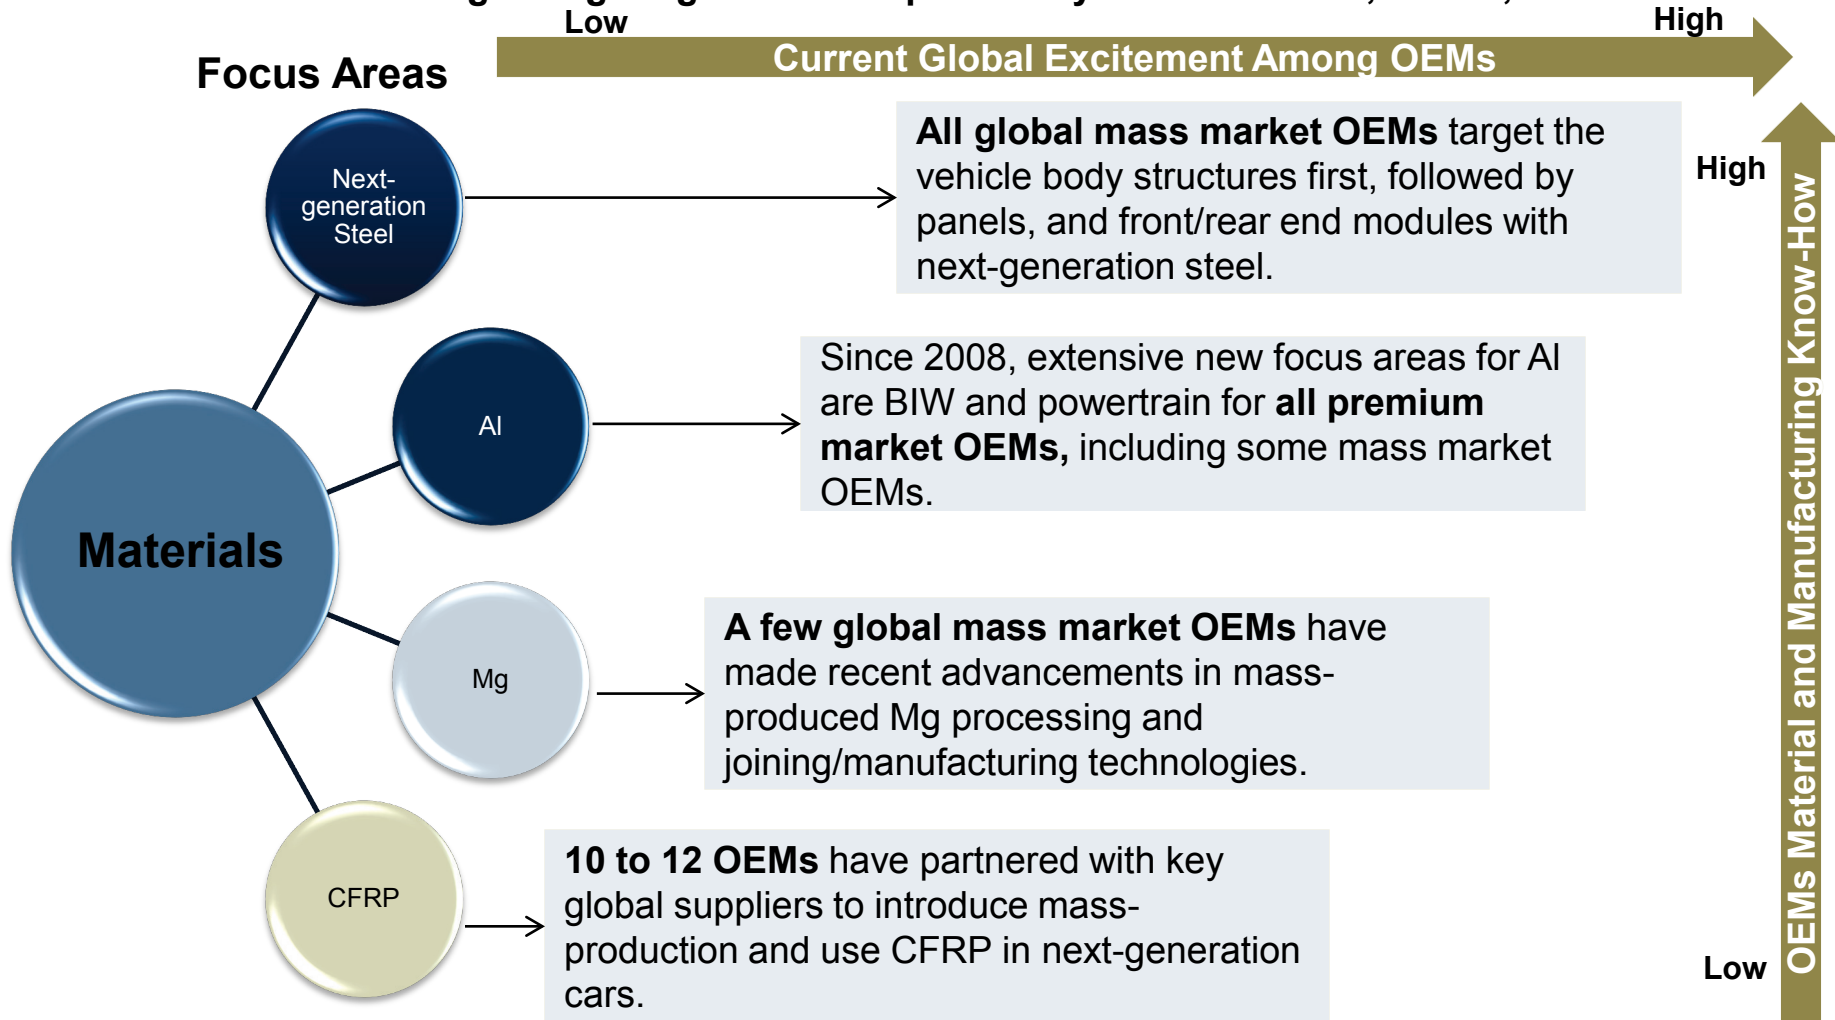 Low
High
Current Global Excitement Among OEMs
Focus Areas
Next-
generation
Steel
All global mass market OEMs target the
vehicle body structures first, followed by
panels, and front/rear end modules with
next-generation steel.
High
OEMs Material and Manufacturing Know-How
Al
Since 2008, extensive new focus areas for Al
are BIW and powertrain for all premium
market OEMs, including some mass market
OEMs.
Materials
Mg
A few global mass market OEMs have
made recent advancements in mass-
produced Mg processing and
joining/manufacturing technologies.
CFRP
10 to 12 OEMs have partnered with key
global suppliers to introduce mass-
production and use CFRP in next-generation
cars.
Low